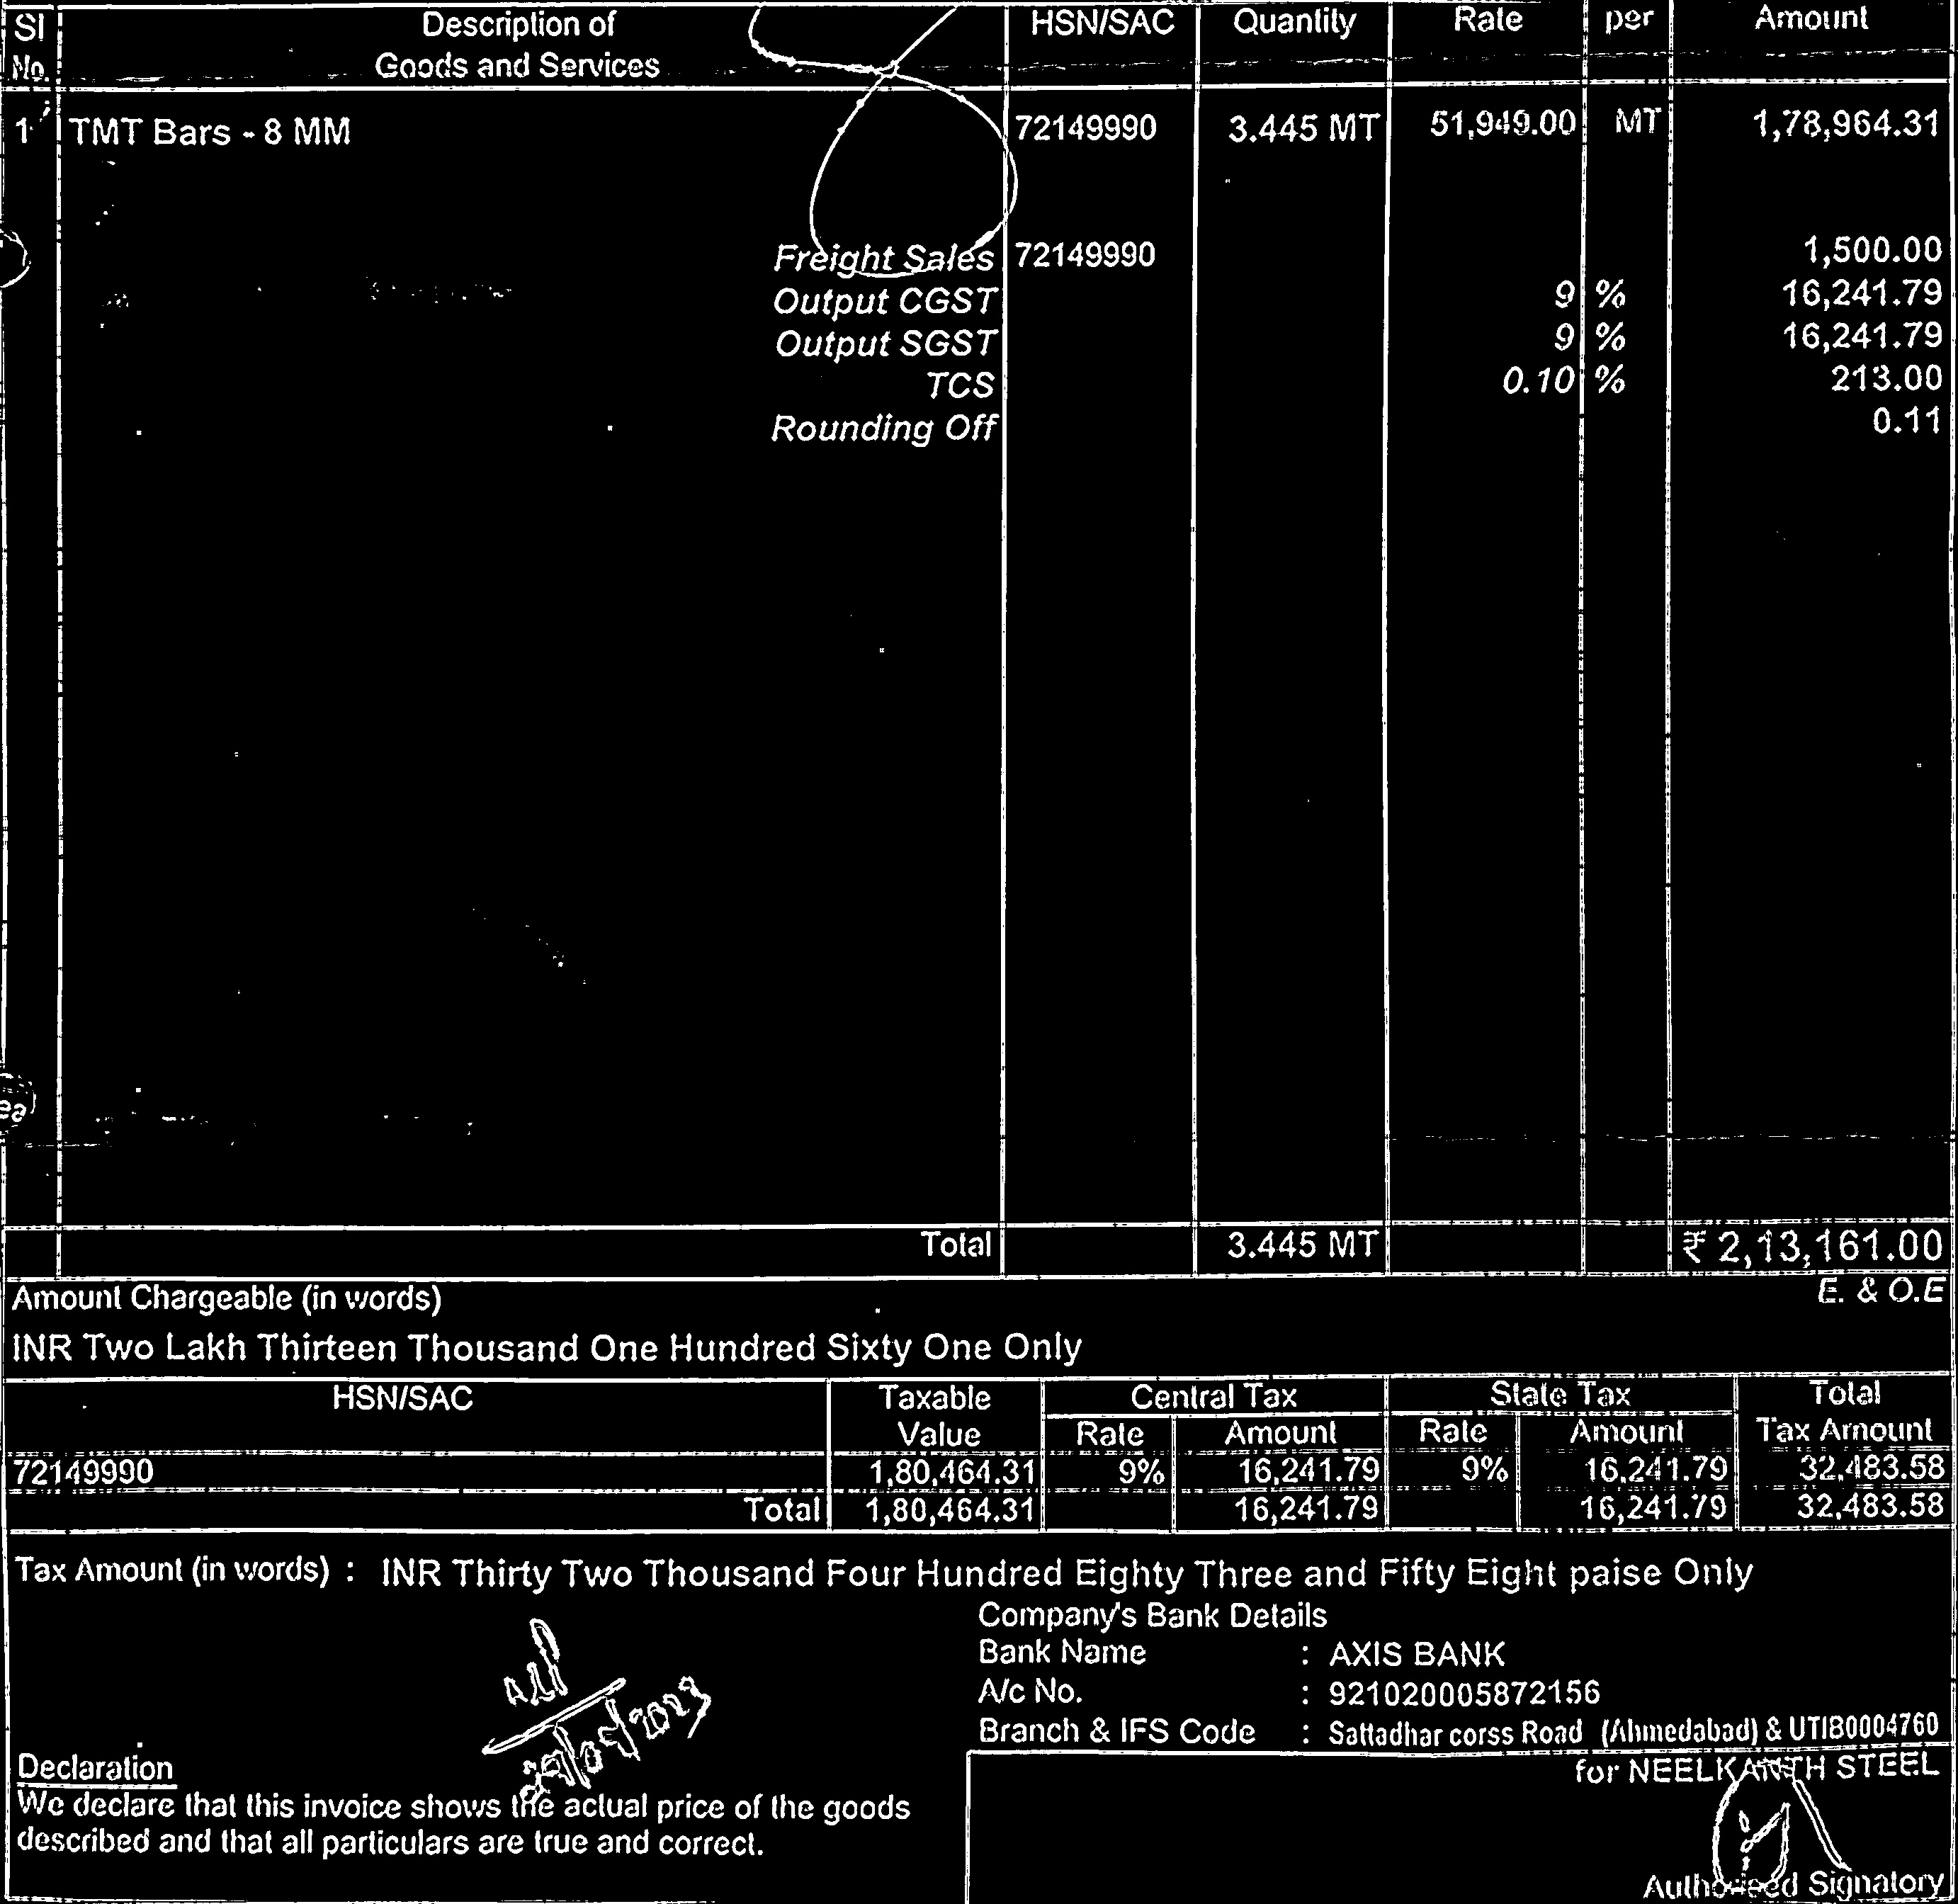 Sl Description of HSN/SAC Quantity Rate per Amount
No. Goods and Services
1 TMT Bars - 8 MM 72149990 3.445 MT 51,949.00 MT 1,78,964.31
Freight Sales 72149990 1,500.00
Output CGST 9 % 16,241.79
Output SGST 9 % 16,241.79
TCS 0.10 % 213.00
Rounding Off 0.11
Total 3.445 MT ₹ 2,13,161.00
Amount Chargeable (in words) E. & O.E
INR Two Lakh Thirteen Thousand One Hundred Sixty One Only
HSN/SAC Taxable Central Tax State Tax Total
Value Rate Amount Rate Amount Tax Amount
72149990 1,80,464.31 9% 16,241.79 9% 16,241.79 32,483.58
Total 1,80,464.31 16,241.79 16,241.79 32,483.58
Tax Amount (in words) : INR Thirty Two Thousand Four Hundred Eighty Three and Fifty Eight paise Only
Company's Bank Details
Bank Name : AXIS BANK
A/c No. : 921020005872156
Branch & IFS Code : Sattadhar corss Road (Ahmedabad) & UTIB0004760
for NEELKANTH STEEL
Declaration
We declare that this invoice shows the actual price of the goods
described and that all particulars are true and correct.
Authorised Signatory